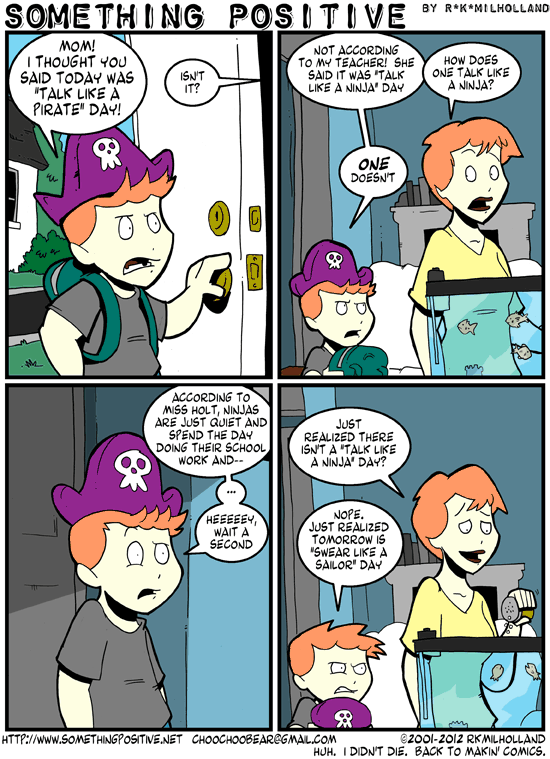 SOMETHING POSITIVE BY R*K*MILHOLLAND
MOM!
I THOUGHT YOU
SAID TODAY WAS
"TALK LIKE A
PIRATE" DAY!
ISN'T
IT?
NOT ACCORDING
TO MY TEACHER! SHE
SAID IT WAS "TALK
LIKE A NINJA" DAY
HOW DOES
ONE TALK LIKE
A NINJA?
ONE
DOESN'T
ACCORDING TO
MISS HOLT, NINJAS
ARE JUST QUIET AND
SPEND THE DAY
DOING THEIR SCHOOL
WORK AND--
...
HEEEEEY,
WAIT A
SECOND
JUST
REALIZED THERE
ISN'T A "TALK LIKE
A NINJA" DAY?
NOPE.
JUST REALIZED
TOMORROW IS
"SWEAR LIKE A
SAILOR" DAY
HTTP://WWW.SOMETHINGPOSITIVE.NET CHOOCHOOBEAR@GMAIL.COM ©2001-2012 RKMILHOLLAND
HUH. I DIDN'T DIE. BACK TO MAKIN' COMICS.